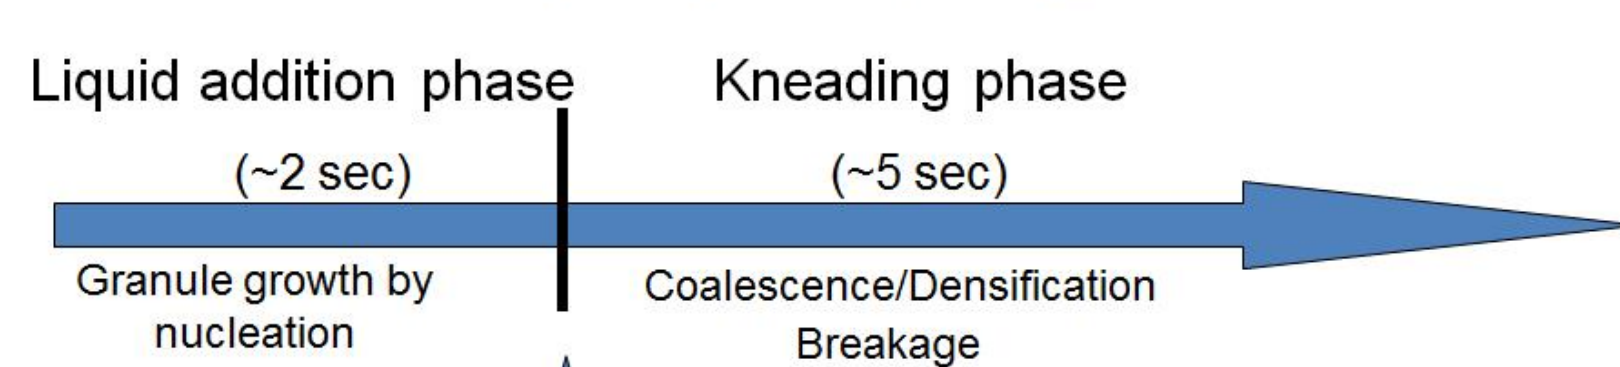 Liquid addition phase
Kneading phase
(~2 sec)
(~5 sec)
Granule growth by
nucleation
Coalescence/Densification
Breakage